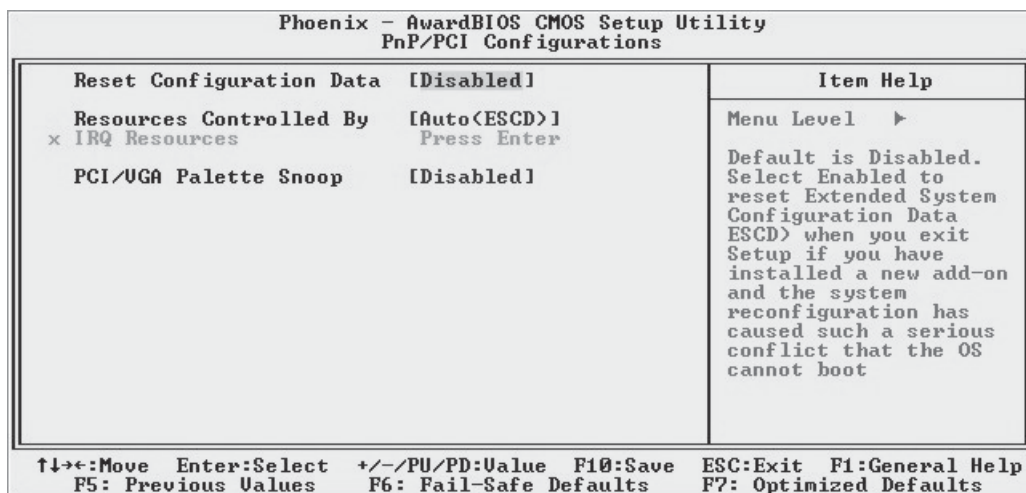 Phoenix - AwardBIOS CMOS Setup Utility
PnP/PCI Configurations
Reset Configuration Data [Disabled]
Resources Controlled By [Auto(ESCD)]
x IRQ Resources Press Enter
PCI/VGA Palette Snoop [Disabled]
Item Help
Menu Level ▶
Default is Disabled.
Select Enabled to
reset Extended System
Configuration Data
ESCD) when you exit
Setup if you have
installed a new add-on
and the system
reconfiguration has
caused such a serious
conflict that the OS
cannot boot
↑↓→←:Move Enter:Select +/-/PU/PD:Value F10:Save ESC:Exit F1:General Help
F5: Previous Values F6: Fail-Safe Defaults F7: Optimized Defaults